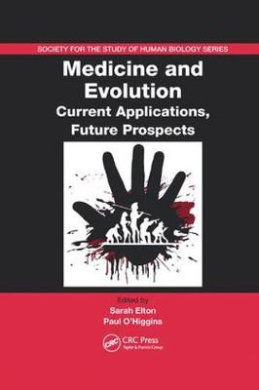 SOCIETY FOR THE STUDY OF HUMAN BIOLOGY SERIES
Medicine and
Evolution
Current Applications,
Future Prospects
Edited by
Sarah Elton
Paul O'Higgins
CRC
CRC Press
Taylor & Francis Group